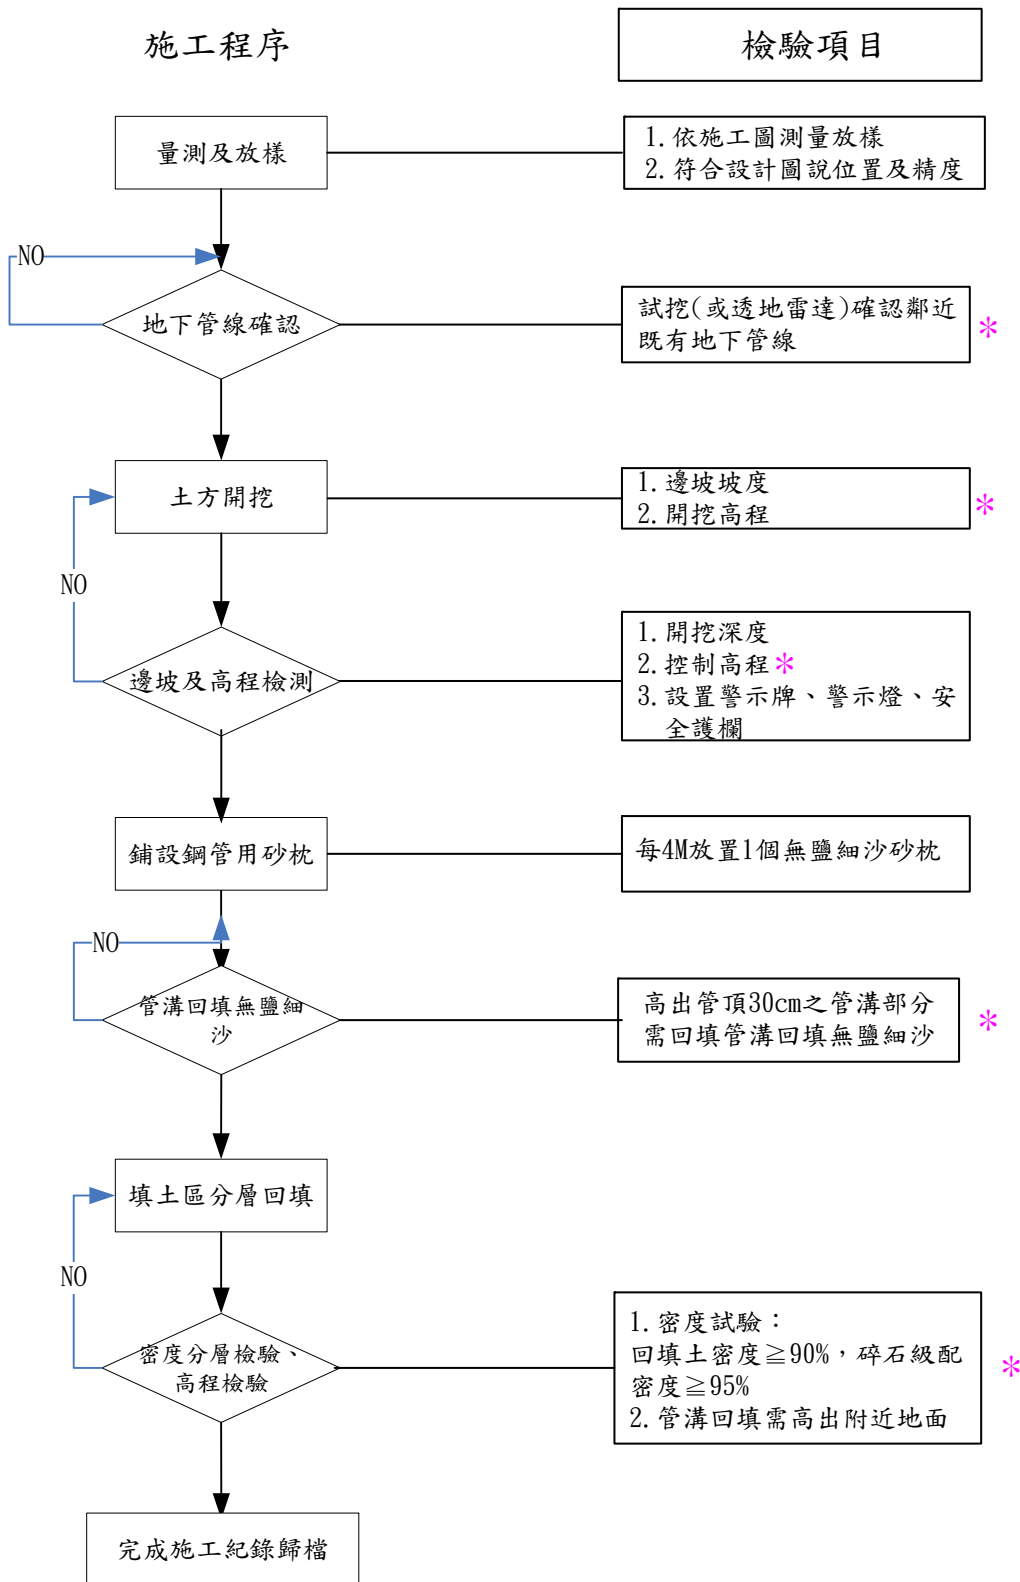 施工程序
檢驗項目
量測及放樣
1. 依施工圖測量放樣
2. 符合設計圖說位置及精度
NO
地下管線確認
試挖(或透地雷達)確認鄰近
既有地下管線
*
土方開挖
1. 邊坡坡度
2. 開挖高程
*
NO
邊坡及高程檢測
1. 開挖深度
2. 控制高程*
3. 設置警示牌、警示燈、安
全護欄
鋪設鋼管用砂枕
每4M放置1個無鹽細沙砂枕
NO
管溝回填無鹽細
沙
高出管頂30cm之管溝部分
需回填管溝回填無鹽細沙
*
填土區分層回填
NO
密度分層檢驗、
高程檢驗
1. 密度試驗：
回填土密度≧90%，碎石級配
密度≧95%
2. 管溝回填需高出附近地面
*
完成施工紀錄歸檔